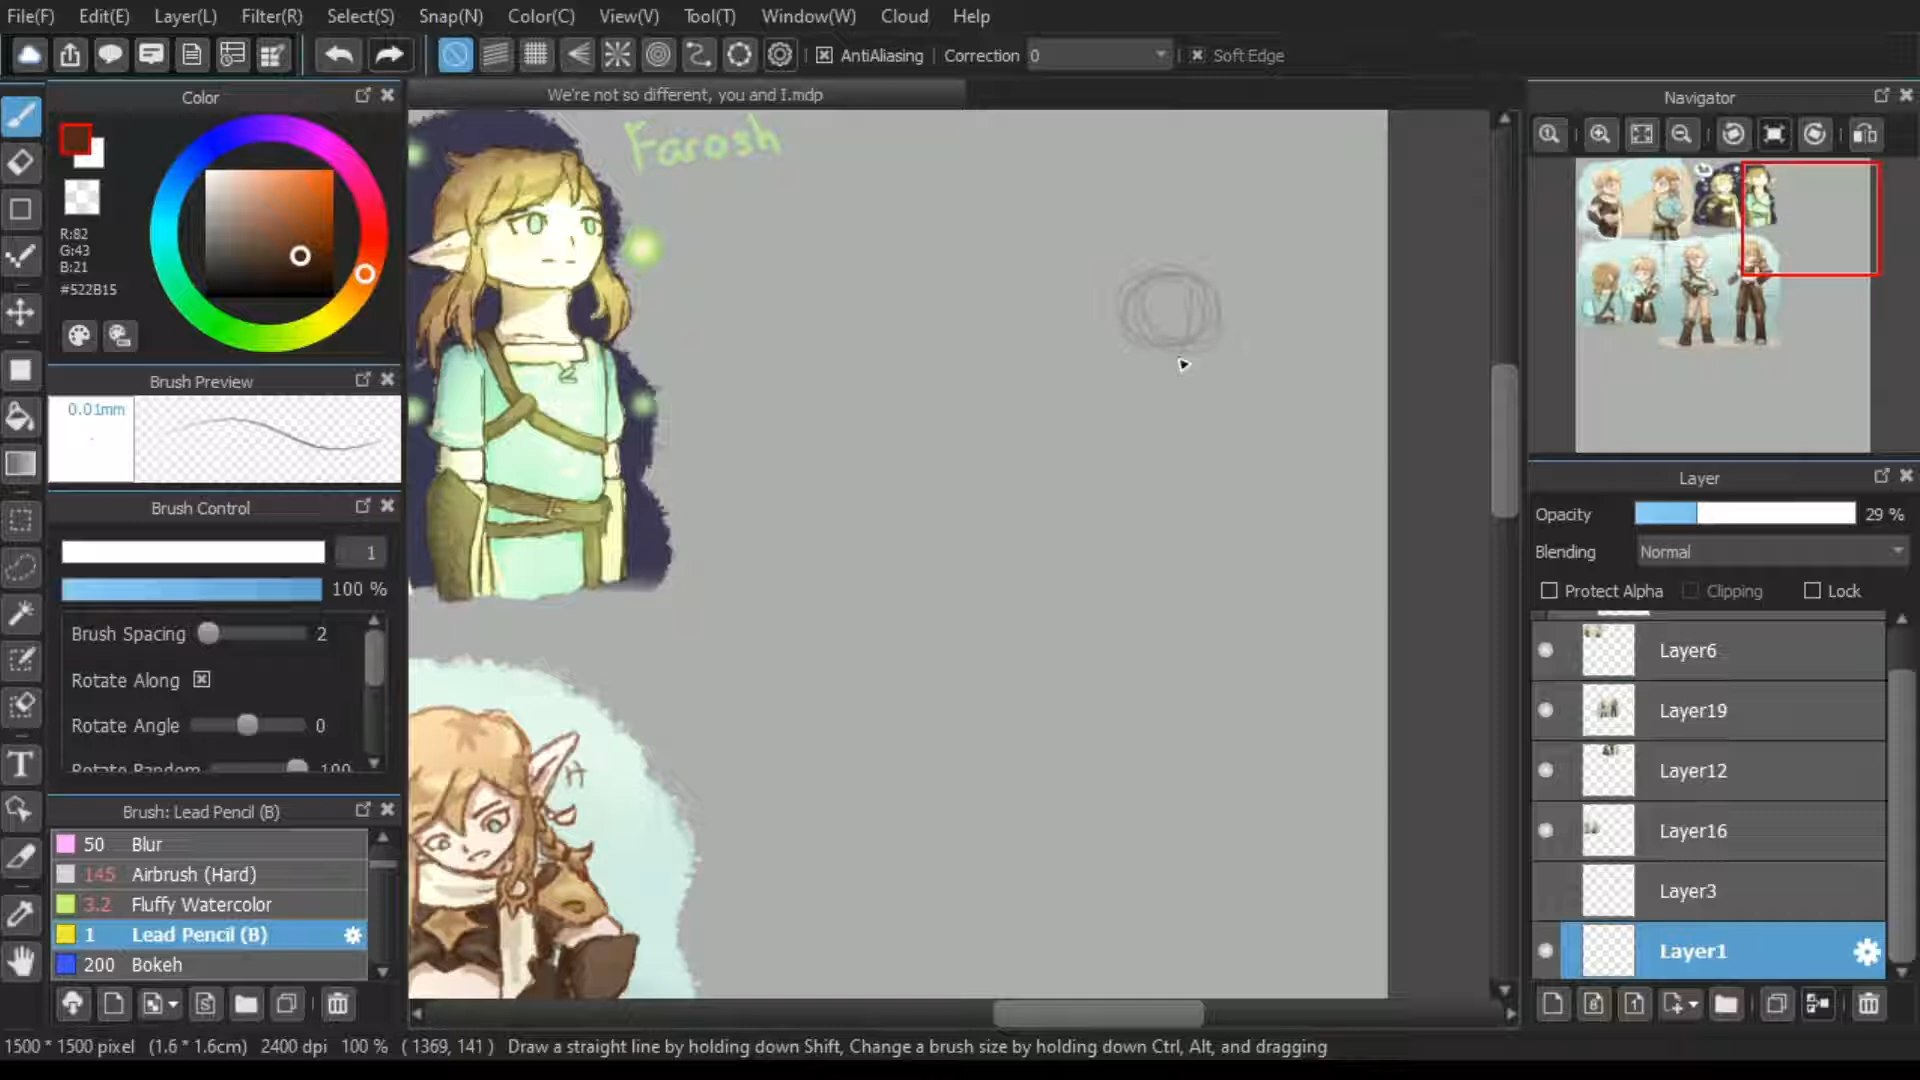 File(F) Edit(E) Layer(L) Filter(R) Select(S) Snap(N) Color(C) View(V) Tool(T) Window(W) Cloud Help
AntiAliasing Correction 0 Soft Edge
Color
We're not so different, you and I.mdp
Navigator
R:82
G:43
B:21
#522B15
Farosh
Brush Preview
0.01mm
Brush Control
1
100 %
Brush Spacing 2
Rotate Along
Rotate Angle 0
Rotate Random 100
Brush: Lead Pencil (B)
50 Blur
145 Airbrush (Hard)
3.2 Fluffy Watercolor
1 Lead Pencil (B)
200 Bokeh
Layer
Opacity 29 %
Blending Normal
Protect Alpha Clipping Lock
Layer6
Layer19
Layer12
Layer16
Layer3
Layer1
1500 * 1500 pixel (1.6 * 1.6cm) 2400 dpi 100 % ( 1369, 141 ) Draw a straight line by holding down Shift, Change a brush size by holding down Ctrl, Alt, and dragging